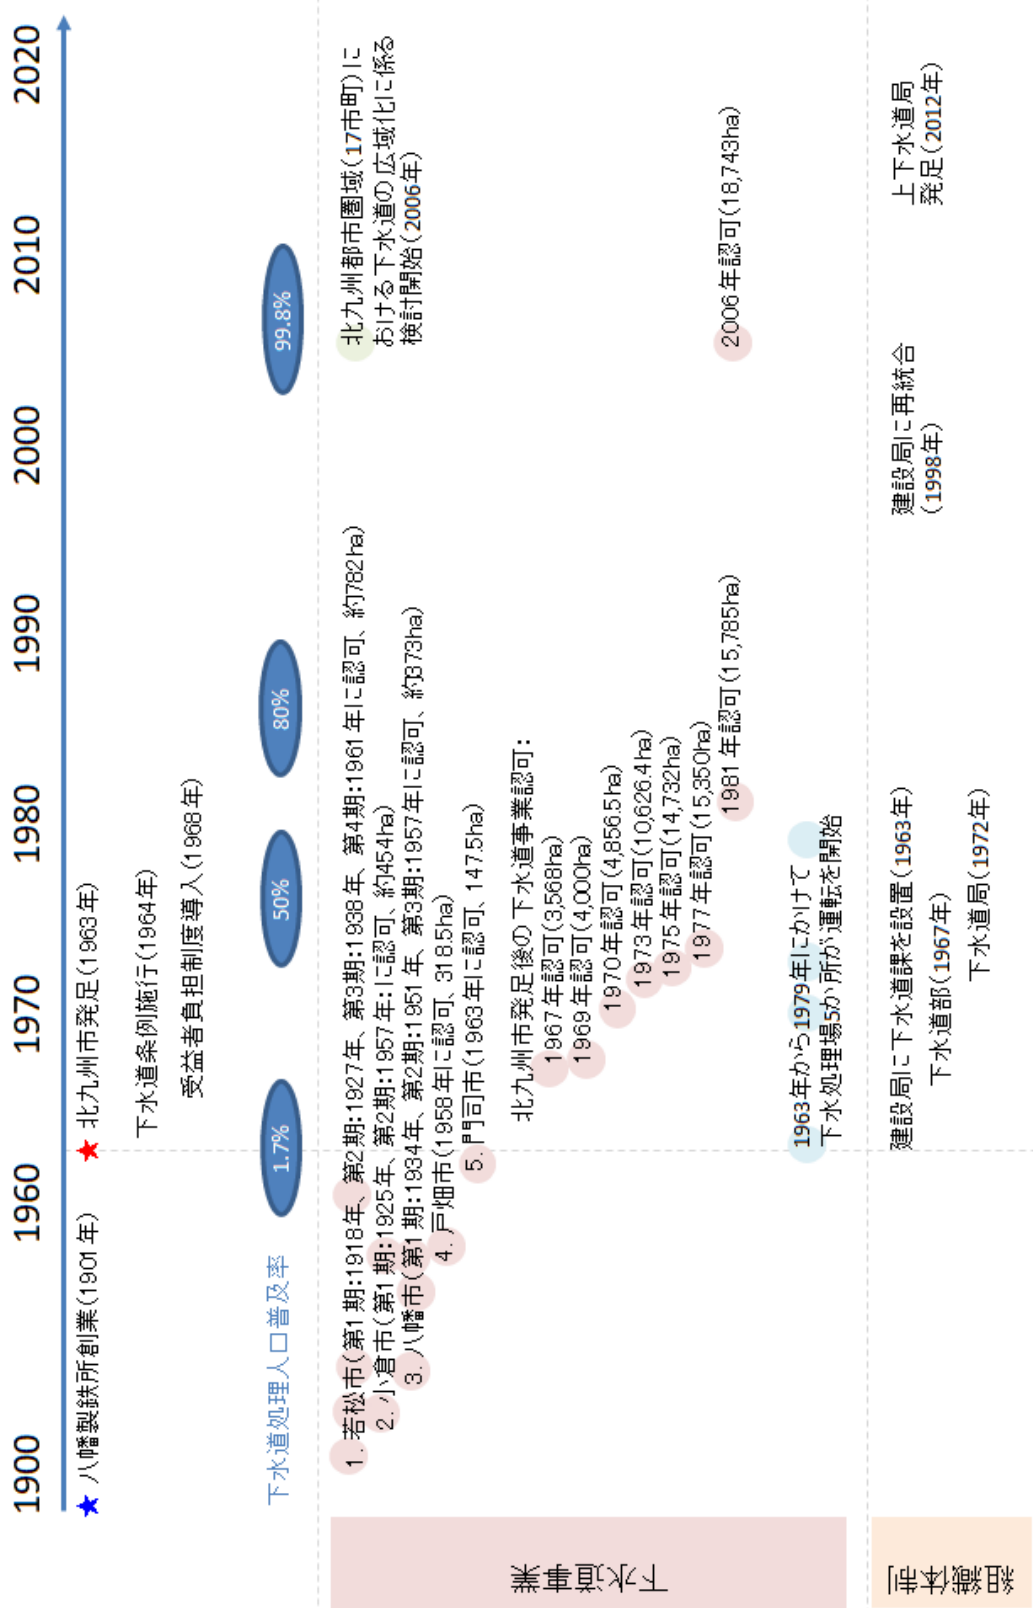 1900
1960
1970
1980
1990
2000
2010
2020
八幡製鉄所創業(1901年)
北九州市発足(1963年)
下水道条例施行(1964年)
受益者負担制度導入(1968年)
下水道処理人口普及率
1.7%
50%
80%
99.8%
下水道事業
1. 若松市(第1期:1918年、第2期:1927年、第3期:1938年、第4期:1961年に認可、約782ha)
2. 小倉市(第1期:1925年、第2期:1957年:に認可、約454ha)
3. 八幡市(第1期:1934年、第2期:1951年、第3期:1957年に認可、約373ha)
4. 戸畑市(1958年に認可、318.5ha)
5. 門司市(1963年に認可、147.5ha)
北九州市発足後の下水道事業認可:
1967年認可(3,568ha)
1969年認可(4,000ha)
1970年認可(4,856.5ha)
1973年認可(10,626.4ha)
1975年認可(14,732ha)
1977年認可(15,350ha)
1981年認可(15,785ha)
2006年認可(18,743ha)
北九州都市圏域(17市町)に
おける下水道の広域化に係る
検討開始(2006年)
1963年から1979年にかけて
下水処理場5か所が運転を開始
組織体制
建設局に下水道課を設置(1963年)
下水道部(1967年)
下水道局(1972年)
建設局に再統合
(1998年)
上下水道局
発足(2012年)